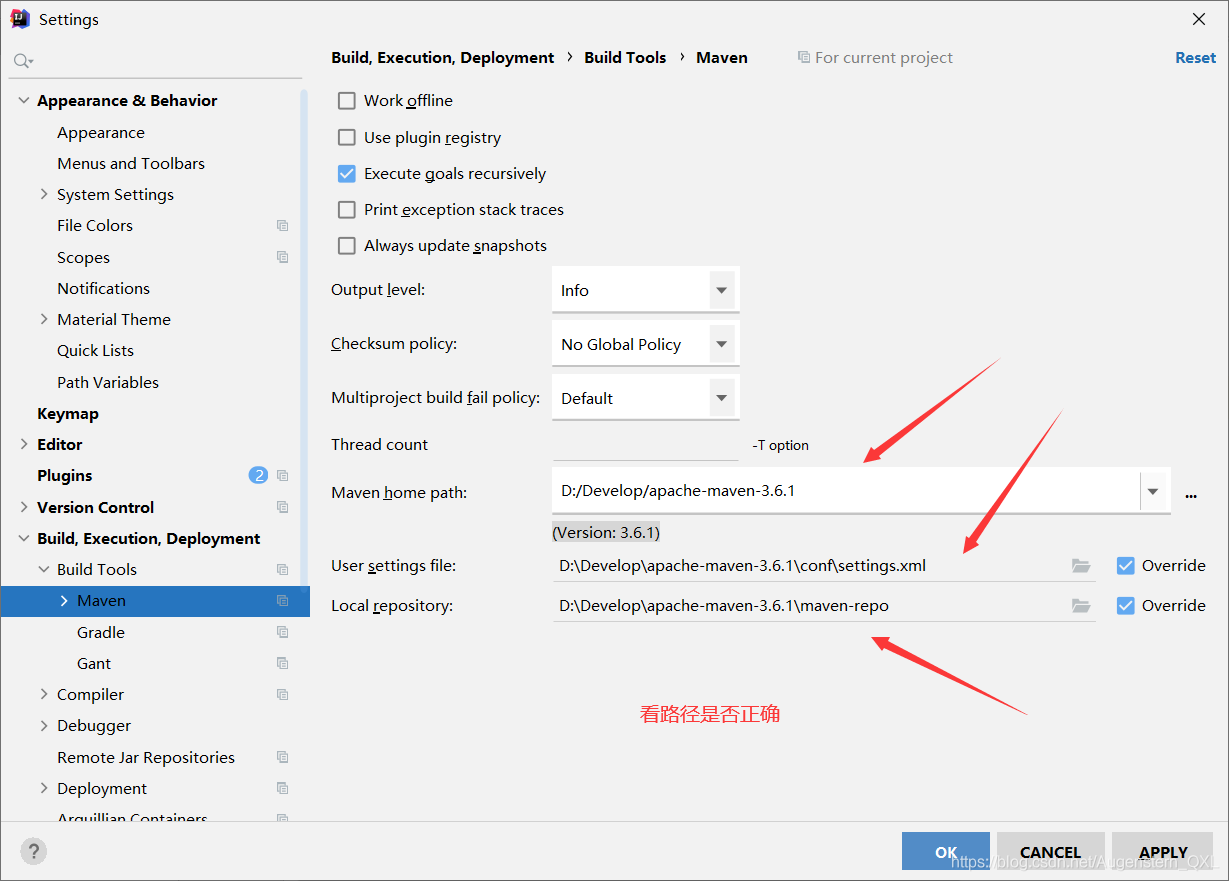 Settings
Appearance & Behavior
Appearance
Menus and Toolbars
System Settings
File Colors
Scopes
Notifications
Material Theme
Quick Lists
Path Variables
Keymap
Editor
Plugins 2
Version Control
Build, Execution, Deployment
Build Tools
Maven
Gradle
Gant
Compiler
Debugger
Remote Jar Repositories
Deployment
Arquillian Containers
Build, Execution, Deployment › Build Tools › Maven For current project Reset
Work offline
Use plugin registry
Execute goals recursively
Print exception stack traces
Always update snapshots
Output level: Info
Checksum policy: No Global Policy
Multiproject build fail policy: Default
Thread count -T option
Maven home path: D:/Develop/apache-maven-3.6.1 ...
(Version: 3.6.1)
User settings file: D:\Develop\apache-maven-3.6.1\conf\settings.xml Override
Local repository: D:\Develop\apache-maven-3.6.1\maven-repo Override
看路径是否正确
? OK CANCEL APPLY
https://blog.csdn.net/Augenstern_QXL